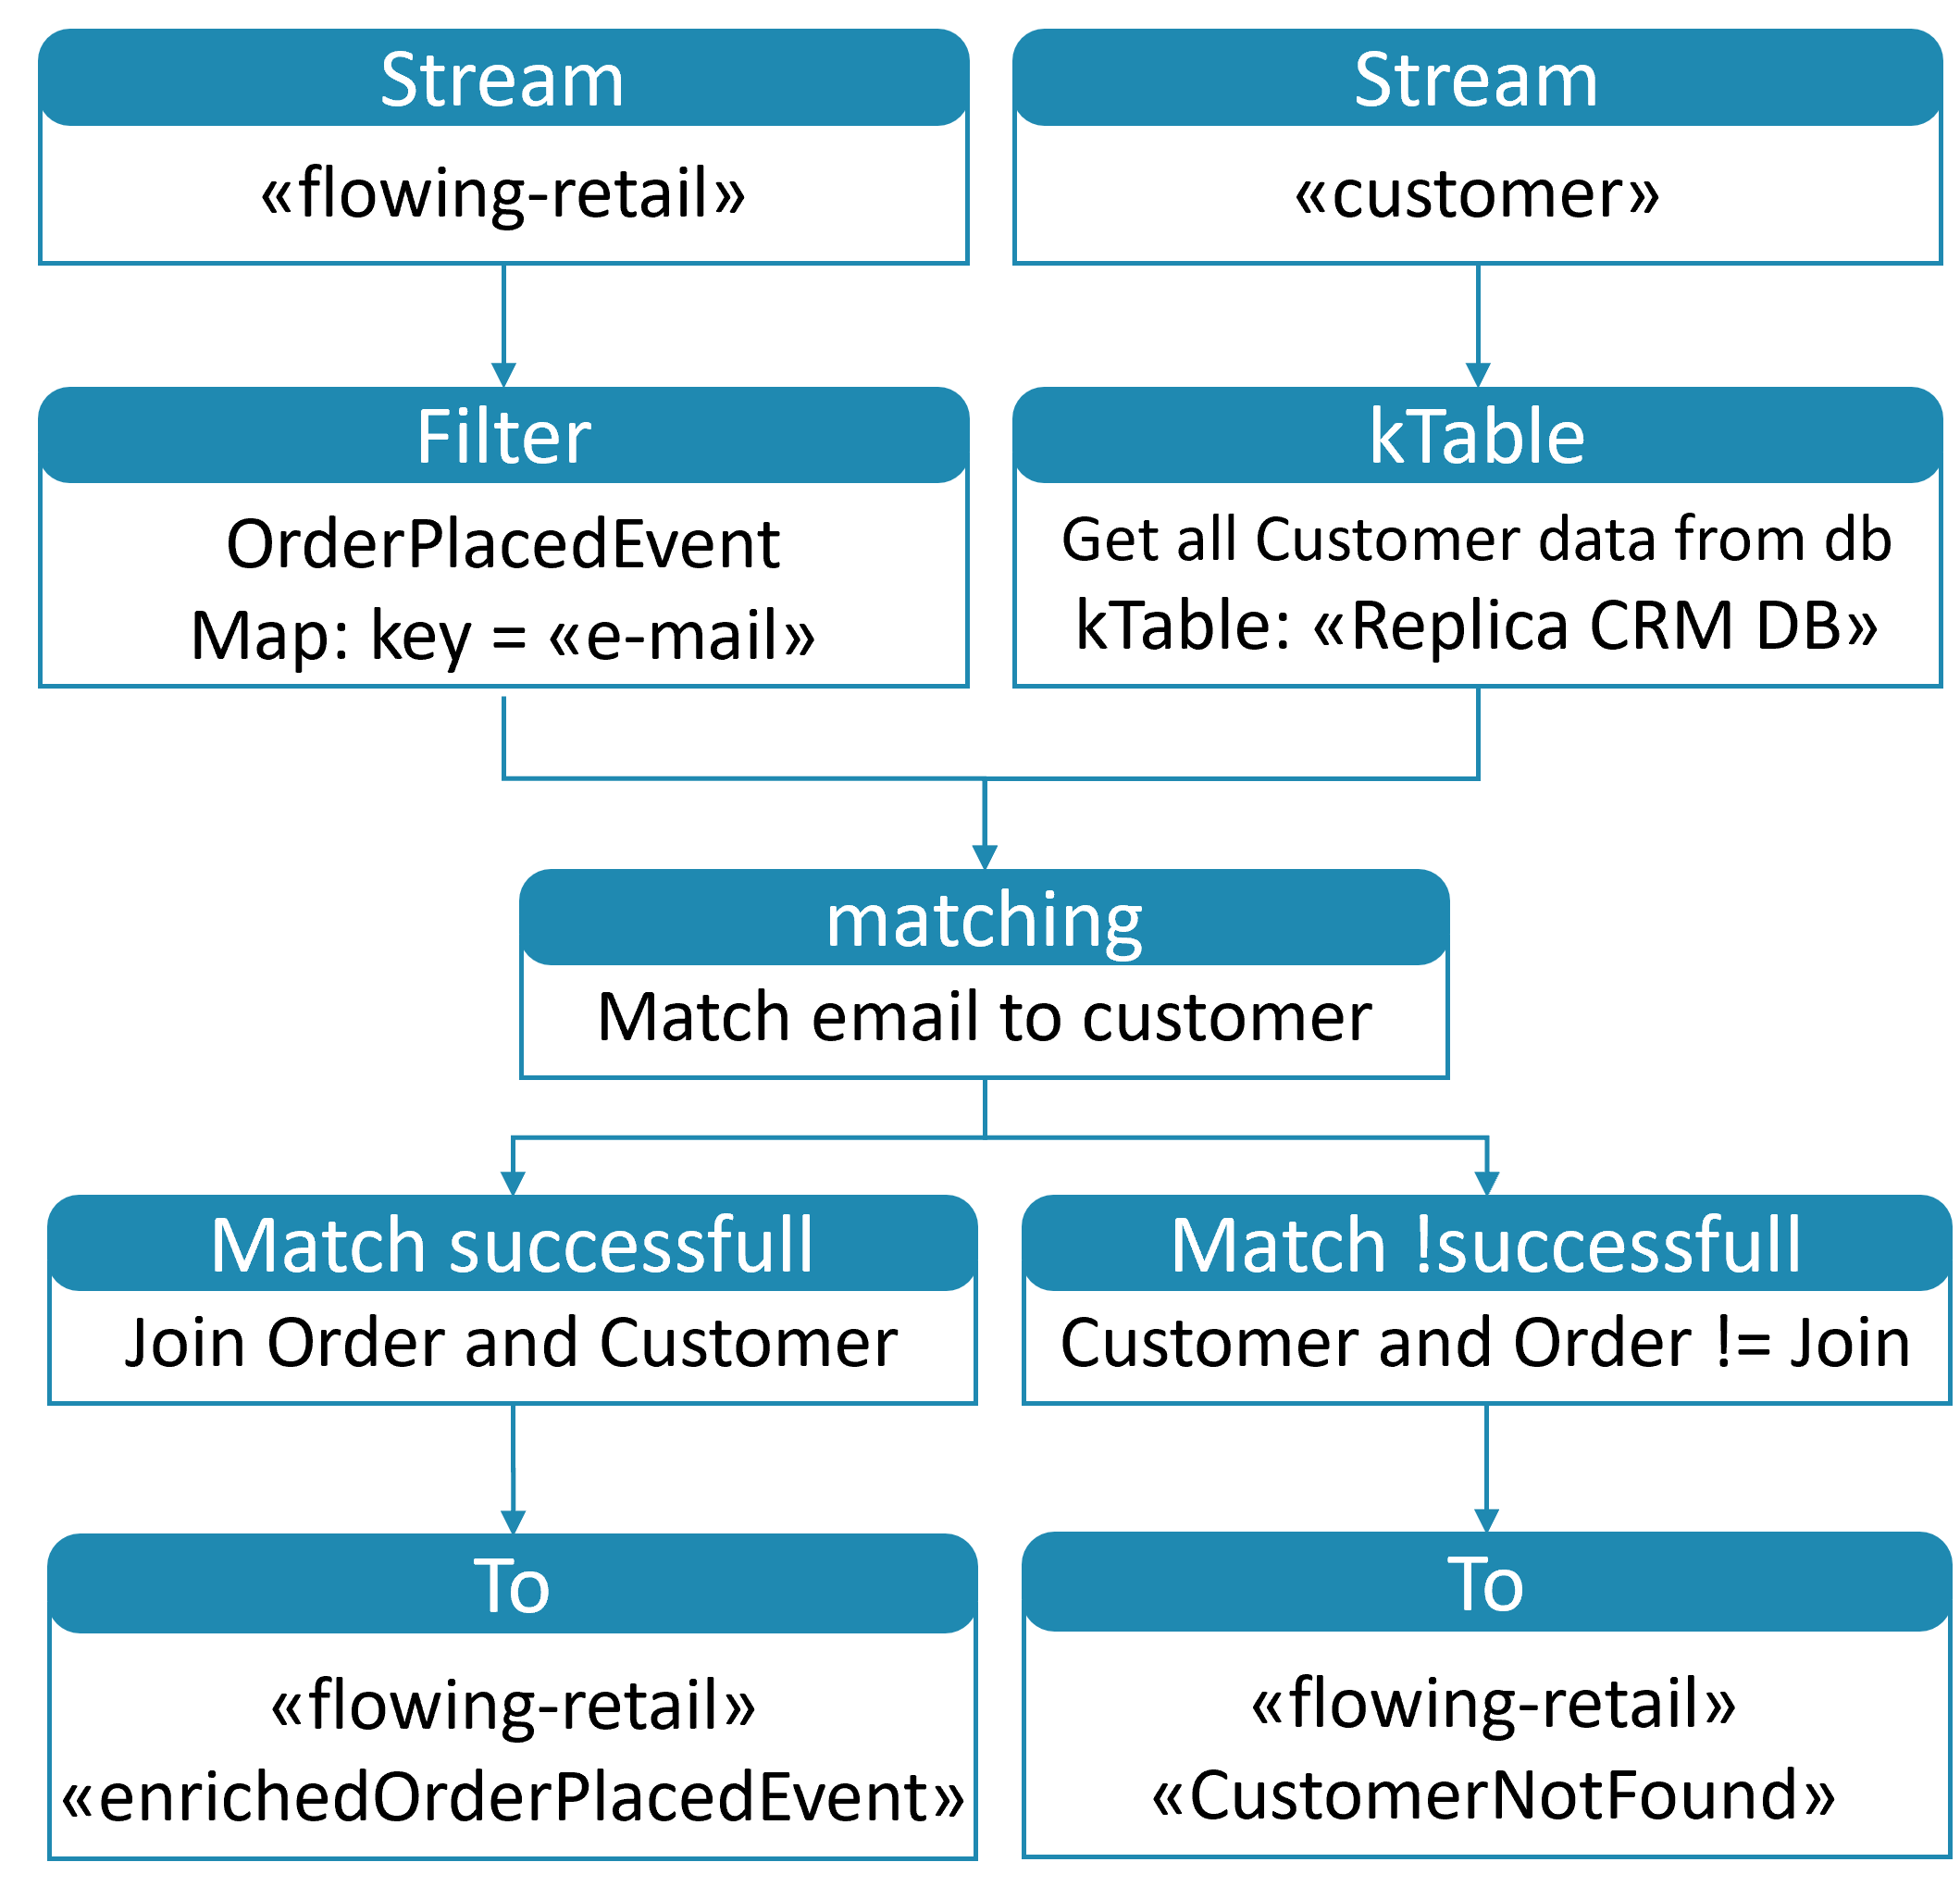 Stream
«flowing-retail»
Stream
«customer»
Filter
OrderPlacedEvent
Map: key = «e-mail»
kTable
Get all Customer data from db
kTable: «Replica CRM DB»
matching
Match email to customer
Match successfull
Join Order and Customer
Match !successfull
Customer and Order != Join
To
«flowing-retail»
«enrichedOrderPlacedEvent»
To
«flowing-retail»
«CustomerNotFound»